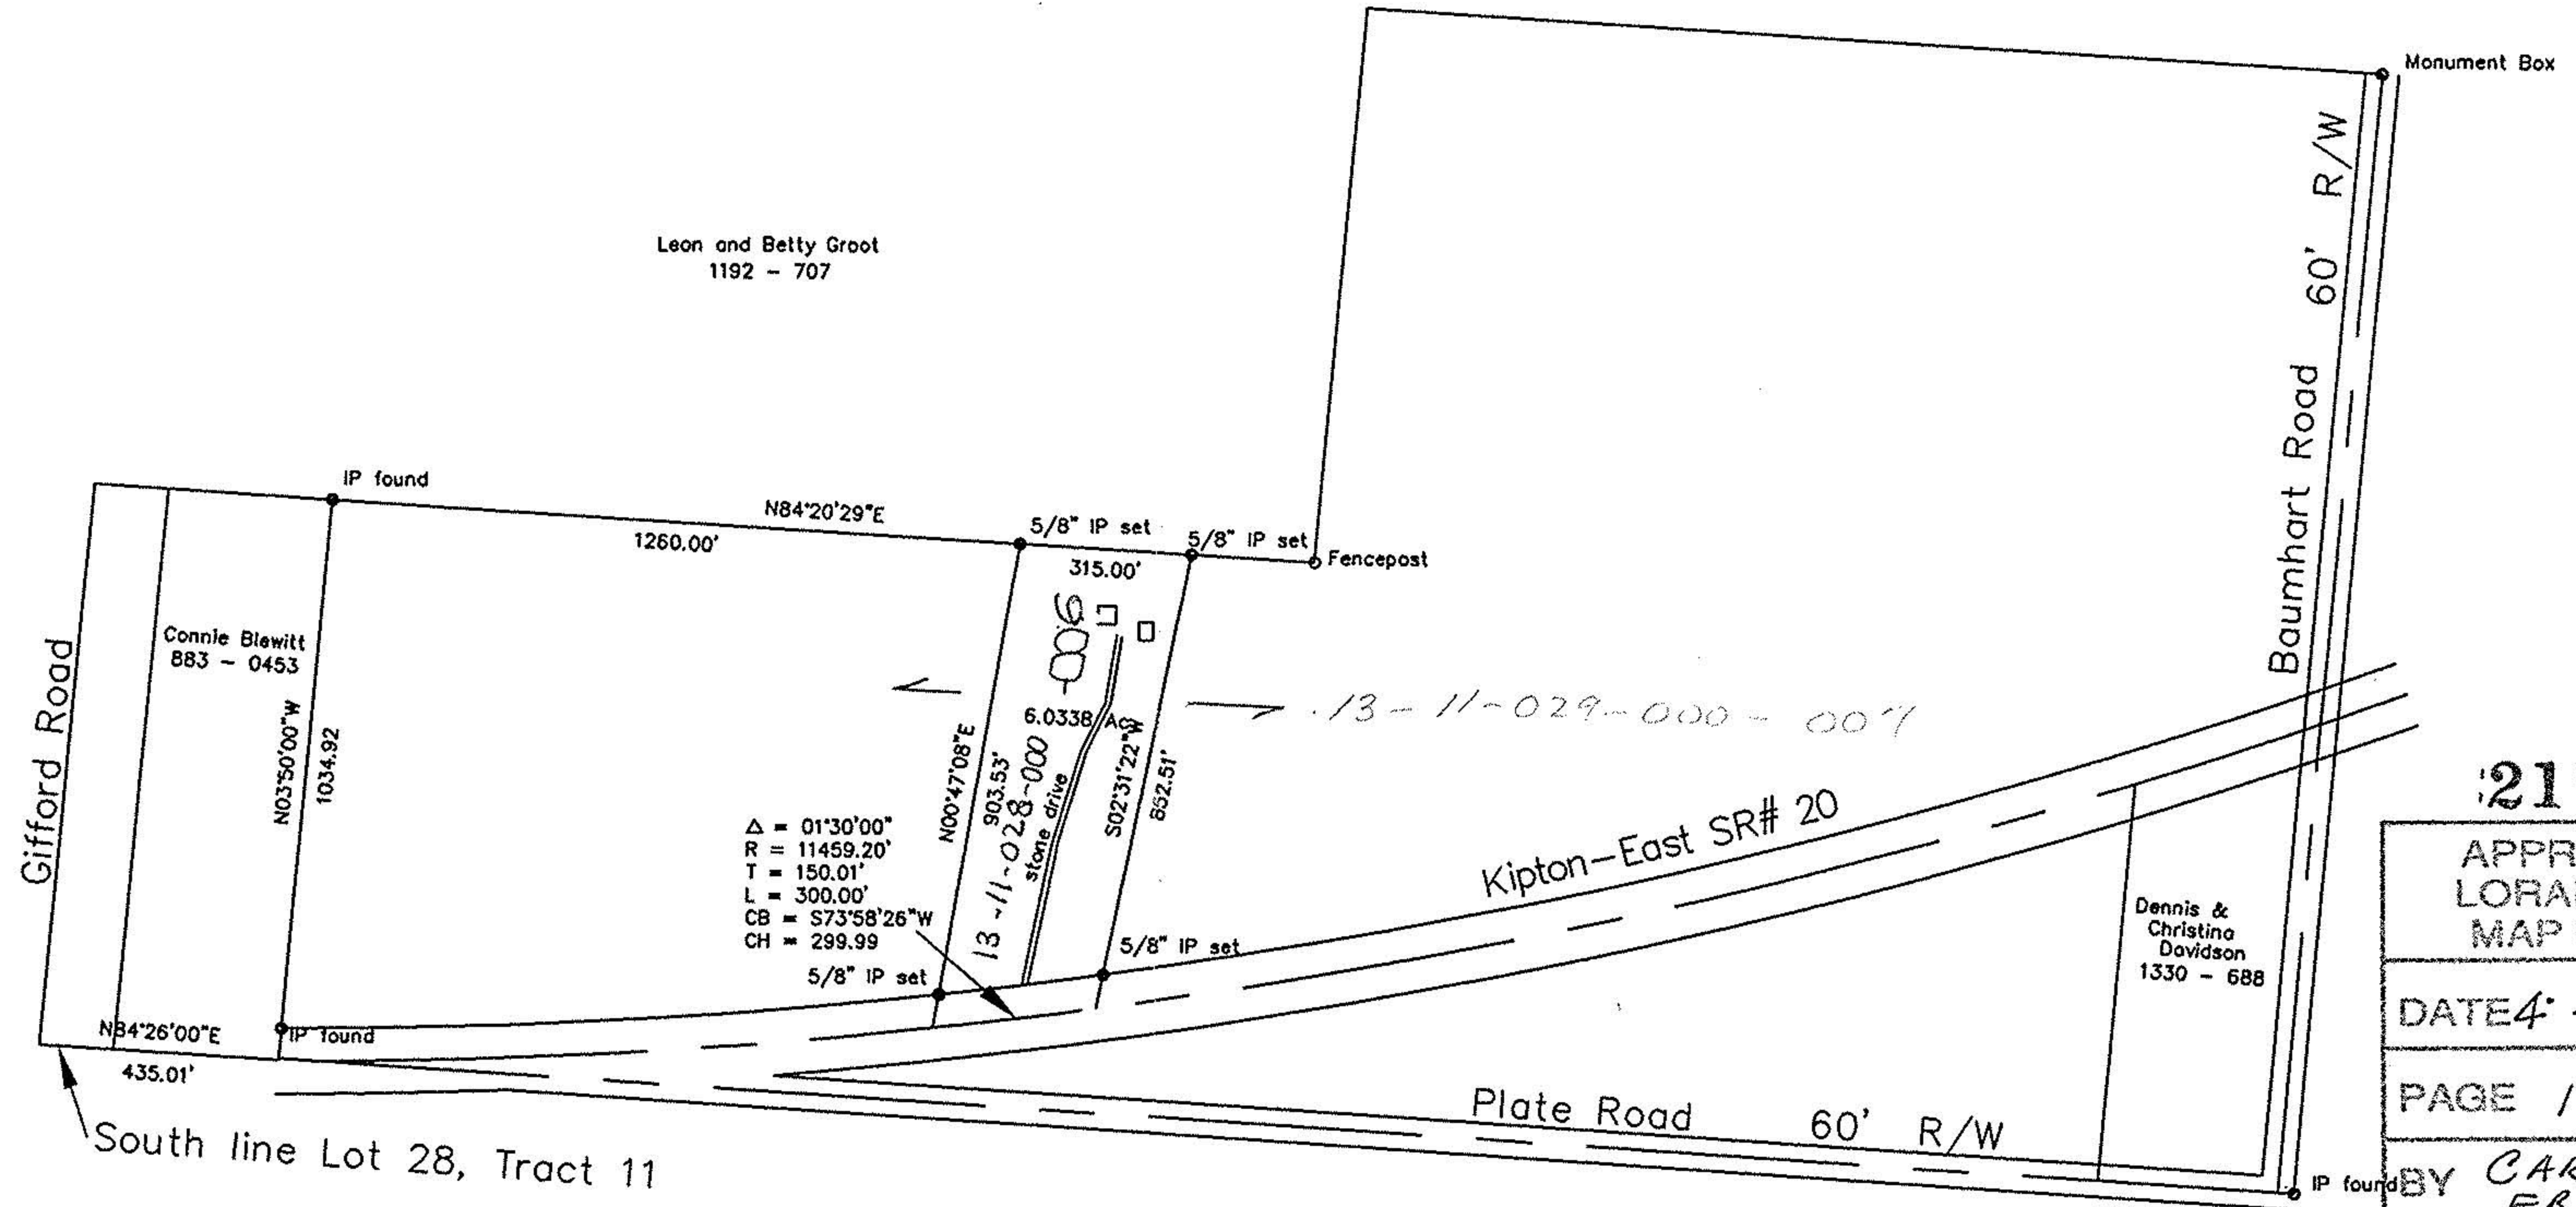 Monument Box
Baumhart Road 60' R/W
Leon and Betty Groot
1192 - 707
IP found
N84°20'29"E
1260.00'
5/8" IP set
5/8" IP set
315.00'
Fencepost
Gifford Road
Connie Blewitt
883 - 0453
N03°50'00"W
1034.92
N00°47'08"E
903.53'
13-11-028-000-006
6.0338 Ac
stone drive
S02°31'22"W
852.51'
13-11-029-000-007
Δ = 01°30'00"
R = 11459.20'
T = 150.01'
L = 300.00'
CB = S73°58'26"W
CH = 299.99
5/8" IP set
5/8" IP set
Kipton-East SR# 20
Dennis &
Christina
Davidson
1330 - 688
N84°26'00"E
435.01'
IP found
South line Lot 28, Tract 11
Plate Road 60' R/W
IP found
21
MAP
DATE 4
PAGE 1
BY